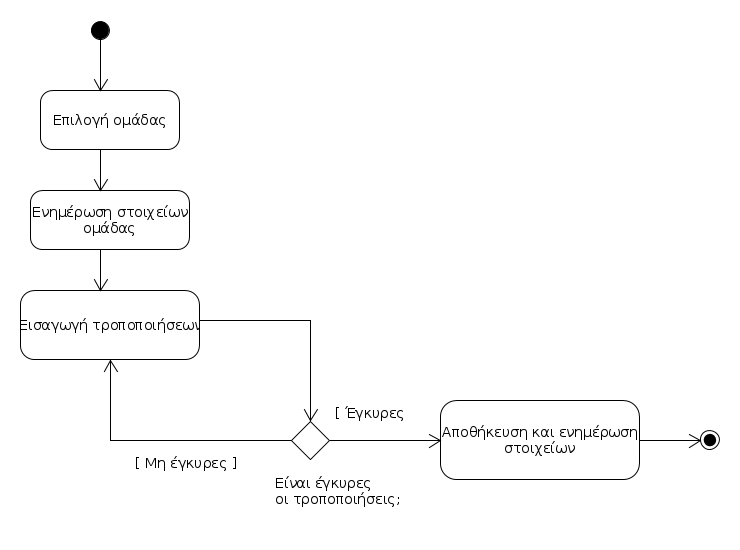 Επιλογή ομάδας
Ενημέρωση στοιχείων
ομάδας
Εισαγωγή τροποποιήσεων
[ Έγκυρες
Αποθήκευση και ενημέρωση
στοιχείων
[ Μη έγκυρες ]
Είναι έγκυρες
οι τροποποιήσεις;